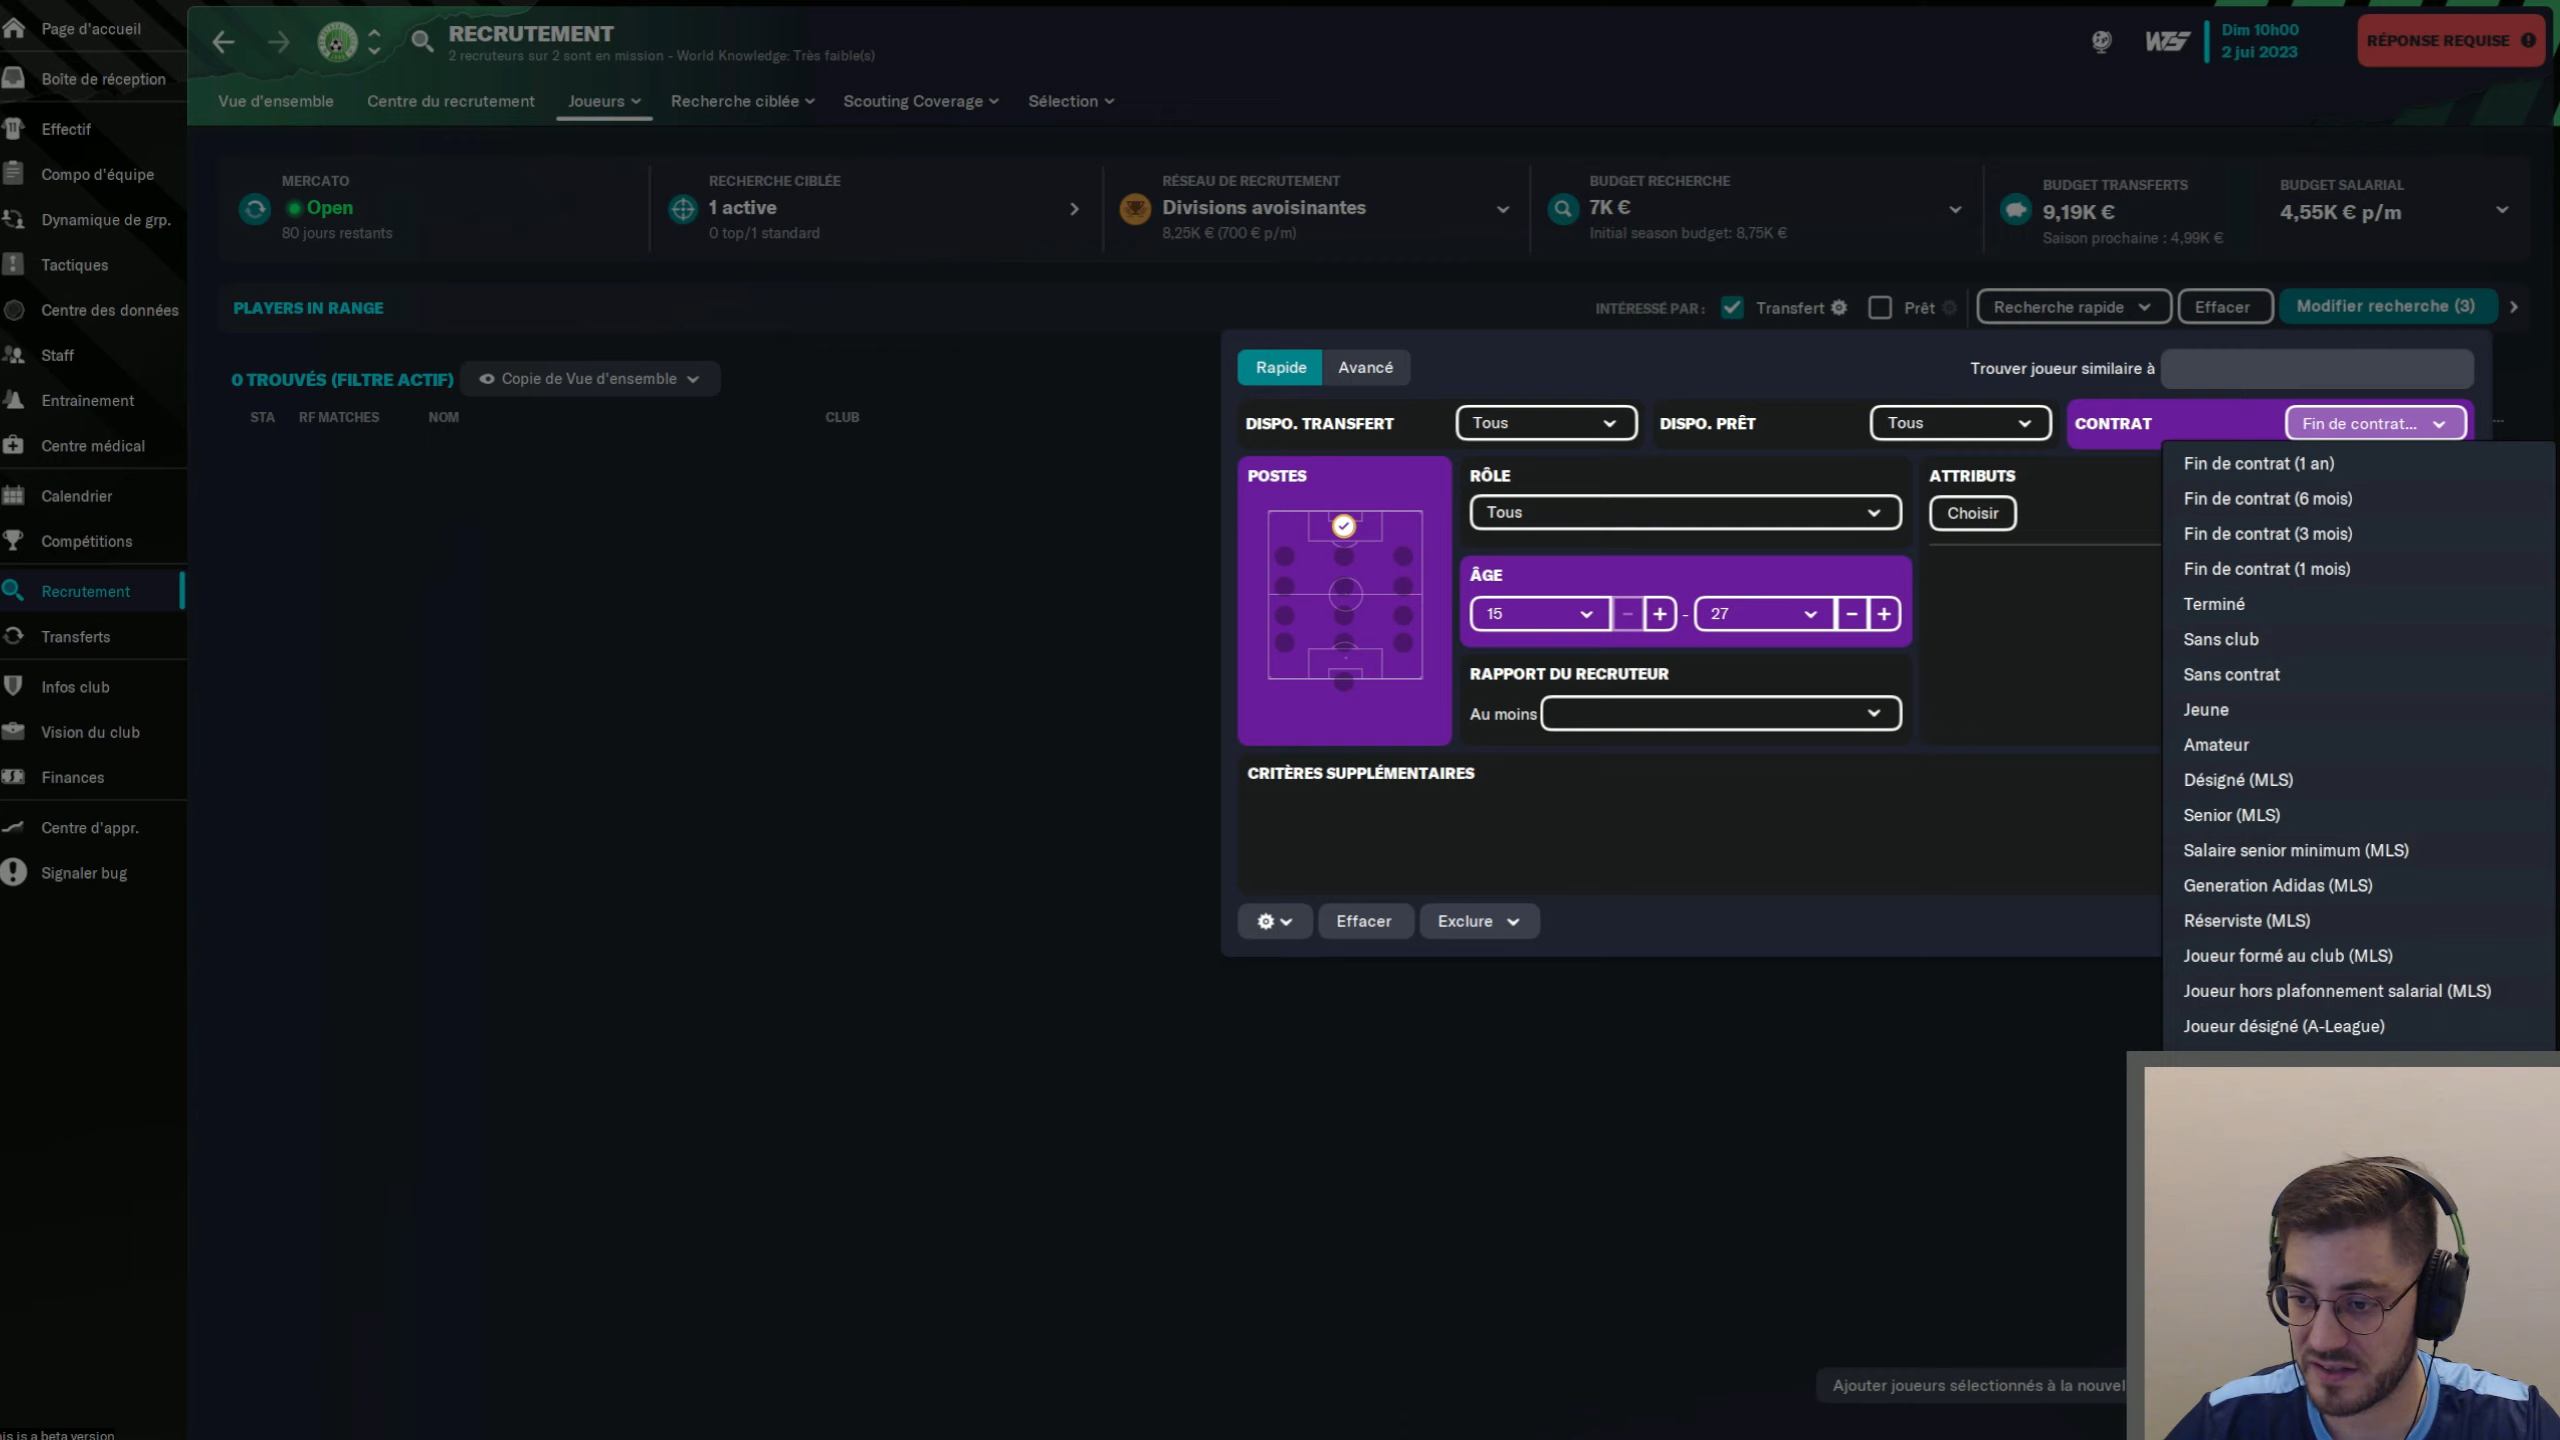 Page d'accueil
Boîte de réception
Effectif
Compo d'équipe
Dynamique de grp.
Tactiques
Centre des données
Staff
Entraînement
Centre médical
Calendrier
Compétitions
Recrutement
Transferts
Infos club
Vision du club
Finances
Centre d'appr.
Signaler bug
is is a beta version
RECRUTEMENT
2 recruteurs sur 2 sont en mission - World Knowledge: Très faible(s)
Dim 10h00
2 jui 2023
RÉPONSE REQUISE
Vue d'ensemble Centre du recrutement Joueurs Recherche ciblée Scouting Coverage Sélection
MERCATO
Open
80 jours restants
RECHERCHE CIBLÉE
1 active
0 top/1 standard
RÉSEAU DE RECRUTEMENT
Divisions avoisinantes
8,25K € (700 € p/m)
BUDGET RECHERCHE
7K €
Initial season budget: 8,75K €
BUDGET TRANSFERTS
9,19K €
Saison prochaine : 4,99K €
BUDGET SALARIAL
4,55K € p/m
PLAYERS IN RANGE
INTÉRESSÉ PAR : Transfert Prêt Recherche rapide Effacer Modifier recherche (3)
0 TROUVÉS (FILTRE ACTIF) Copie de Vue d'ensemble
STA RF MATCHES NOM CLUB
Rapide Avancé Trouver joueur similaire à
DISPO. TRANSFERT Tous DISPO. PRÊT Tous CONTRAT Fin de contrat...
POSTES
RÔLE
Tous
ATTRIBUTS
Choisir
ÂGE
15 - + - 27 - +
RAPPORT DU RECRUTEUR
Au moins
CRITÈRES SUPPLÉMENTAIRES
Effacer Exclure
Fin de contrat (1 an)
Fin de contrat (6 mois)
Fin de contrat (3 mois)
Fin de contrat (1 mois)
Terminé
Sans club
Sans contrat
Jeune
Amateur
Désigné (MLS)
Senior (MLS)
Salaire senior minimum (MLS)
Generation Adidas (MLS)
Réserviste (MLS)
Joueur formé au club (MLS)
Joueur hors plafonnement salarial (MLS)
Joueur désigné (A-League)
Ajouter joueurs sélectionnés à la nouvel